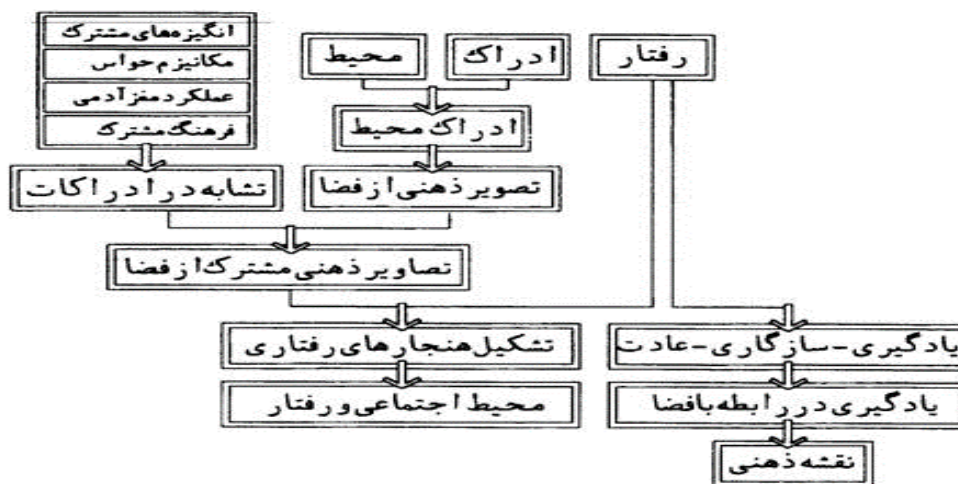 انگیزه‌های مشترک
مکانیزم حواس
عملکرد مغز آدمی
فرهنگ مشترک
محیط
ادراک
رفتار
ادراک محیط
تشابه در ادراکات
تصویر ذهنی از فضا
تصاویر ذهنی مشترک از فضا
تشکیل هنجارهای رفتاری
یادگیری-سازگاری-عادت
محیط اجتماعی و رفتار
یادگیری در رابطه با فضا
نقشه ذهنی